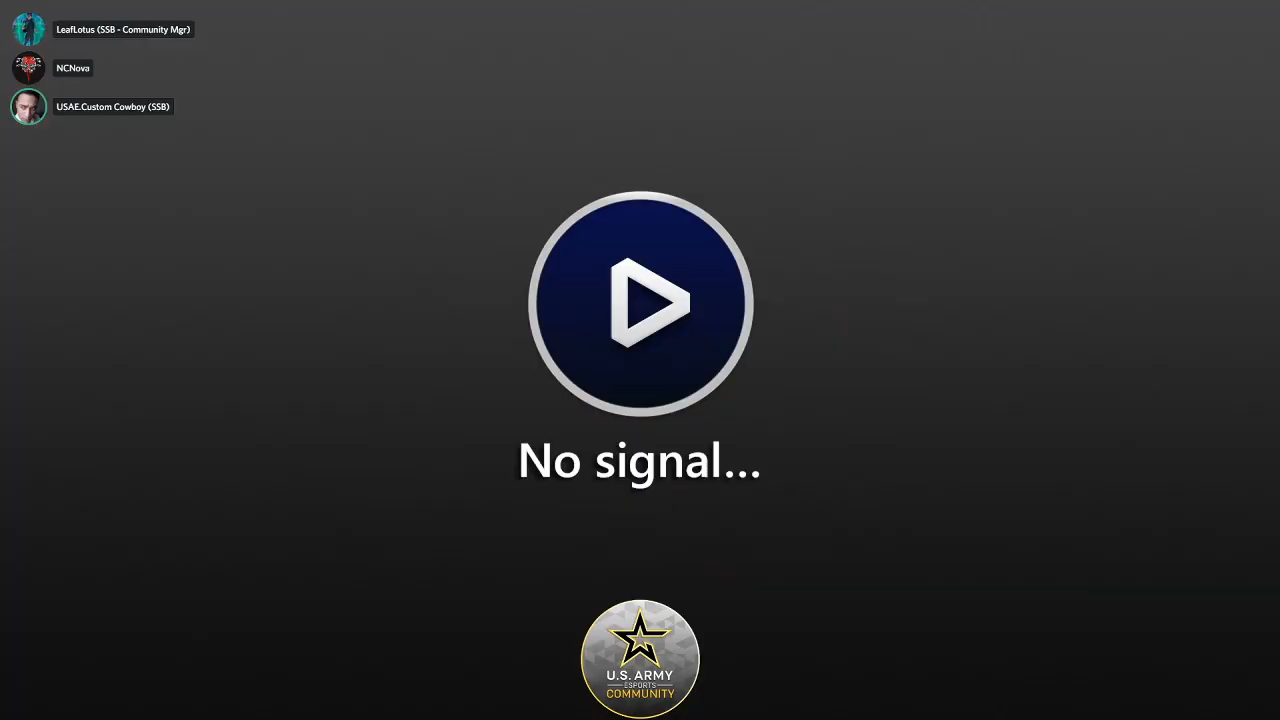 LeafLotus (SSB - Community Mgr)
NCNova
USAE.Custom Cowboy (SSB)
No signal...
U.S. ARMY
ESPORTS
COMMUNITY